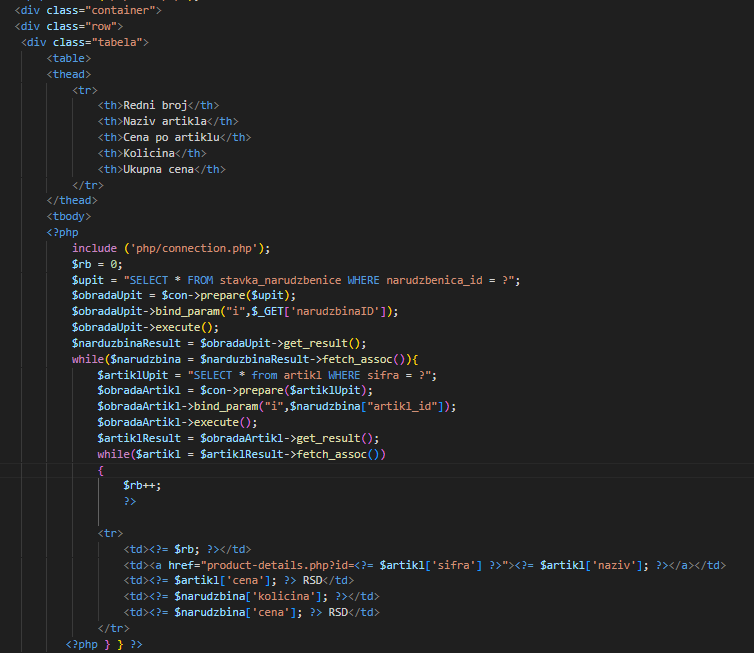 <div class="container">
<div class="row">
<div class="tabela">
<table>
<thead>
<tr>
<th>Redni broj</th>
<th>Naziv artikla</th>
<th>Cena po artiklu</th>
<th>Kolicina</th>
<th>Ukupna cena</th>
</tr>
</thead>
<tbody>
<?php
include ('php/connection.php');
$rb = 0;
$upit = "SELECT * FROM stavka_narudzbenice WHERE narudzbenica_id = ?";
$obradaUpit = $con->prepare($upit);
$obradaUpit->bind_param("i",$_GET['narudzbinaID']);
$obradaUpit->execute();
$narduzbinaResult = $obradaUpit->get_result();
while($narudzbina = $narduzbinaResult->fetch_assoc()){
$artiklUpit = "SELECT * from artikl WHERE sifra = ?";
$obradaArtikl = $con->prepare($artiklUpit);
$obradaArtikl->bind_param("i",$narudzbina["artikl_id"]);
$obradaArtikl->execute();
$artiklResult = $obradaArtikl->get_result();
while($artikl = $artiklResult->fetch_assoc())
{
$rb++;
?>
<tr>
<td><?= $rb; ?></td>
<td><a href="product-details.php?id=<?= $artikl['sifra'] ?>"><?= $artikl['naziv']; ?></a></td>
<td><?= $artikl['cena']; ?> RSD</td>
<td><?= $narudzbina['kolicina']; ?></td>
<td><?= $narudzbina['cena']; ?> RSD</td>
</tr>
<?php } } ?>